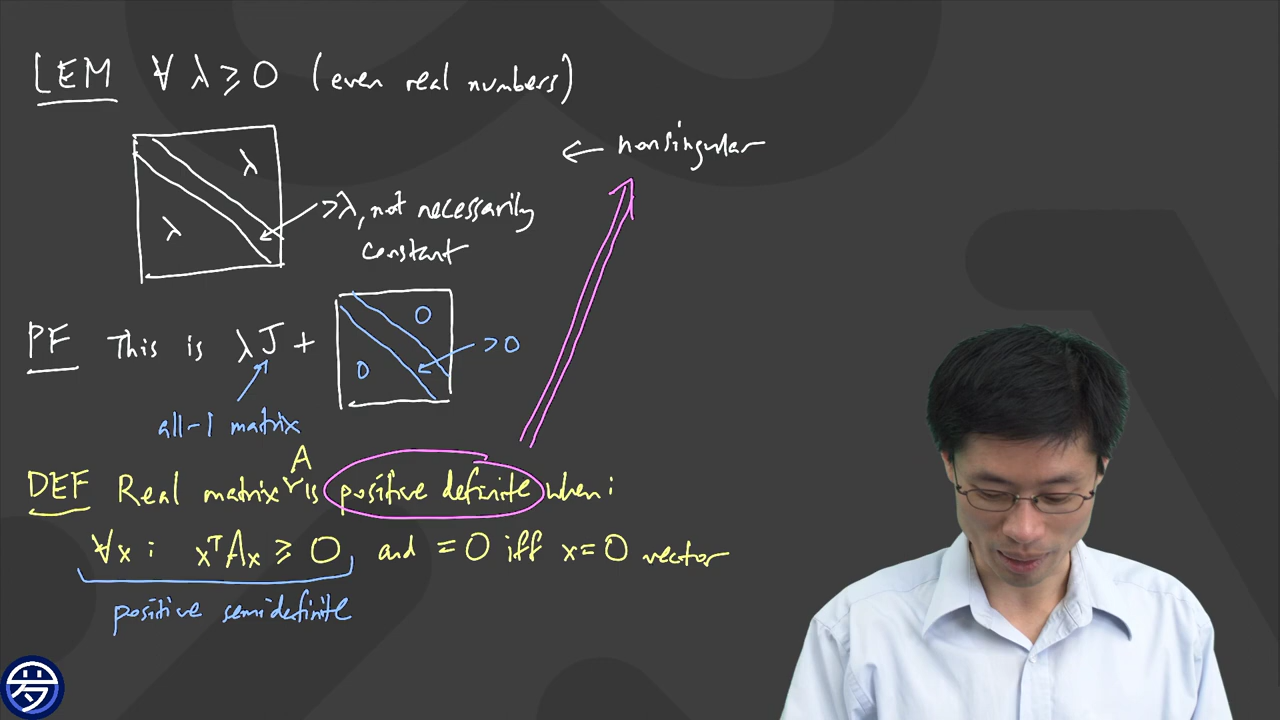 LEM ∀ λ ≥ 0 (even real numbers)
← nonsingular
λ
λ
>λ, not necessarily
constant
PF This is λJ +
0
0
>0
all-1 matrix
A
DEF Real matrix is positive definite when:
∀x: xᵀAx ≥ 0 and =0 iff x=0 vector
positive semidefinite